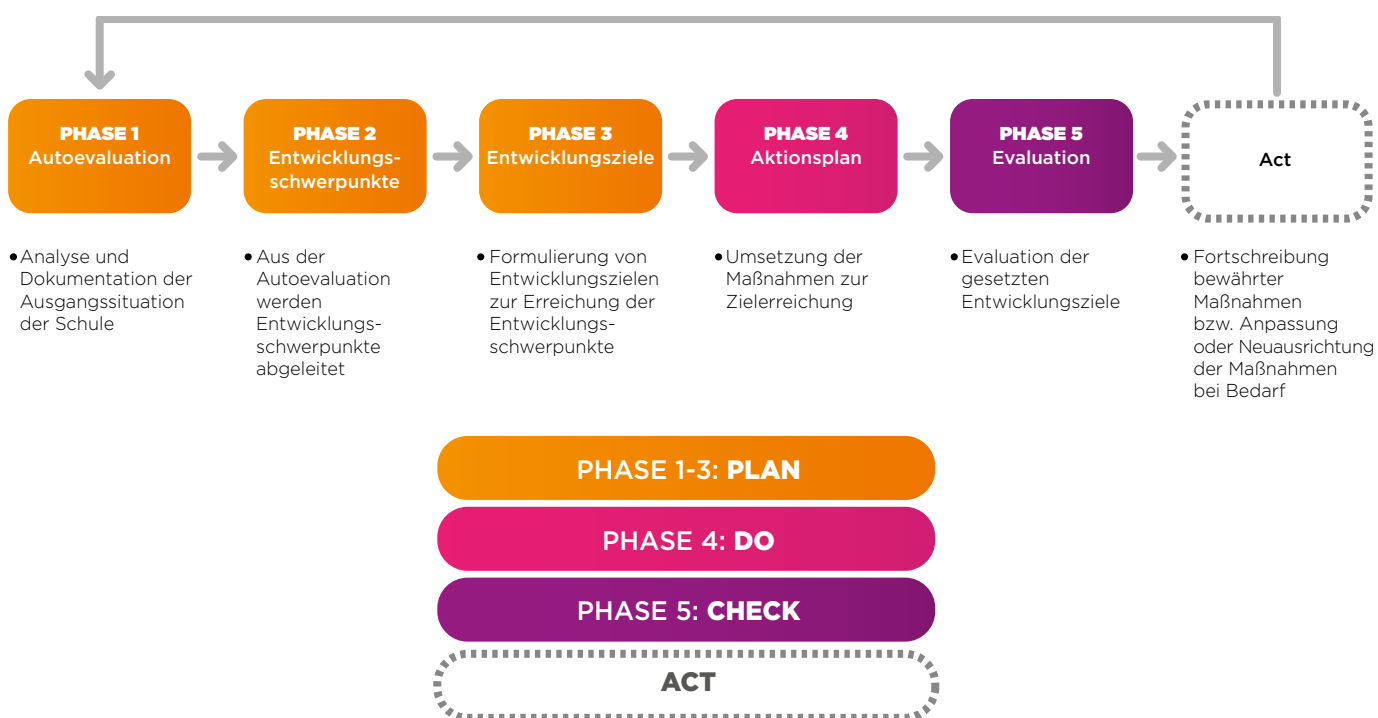 PHASE 1
Autoevaluation
PHASE 2
Entwicklungs-
schwerpunkte
PHASE 3
Entwicklungsziele
PHASE 4
Aktionsplan
PHASE 5
Evaluation
Act
•Analyse und
Dokumentation der
Ausgangssituation
der Schule
•Aus der
Autoevaluation
werden
Entwicklungs-
schwerpunkte
abgeleitet
•Formulierung von
Entwicklungszielen
zur Erreichung der
Entwicklungs-
schwerpunkte
•Umsetzung der
Maßnahmen zur
Zielerreichung
•Evaluation der
gesetzten
Entwicklungsziele
•Fortschreibung
bewährter
Maßnahmen
bzw. Anpassung
oder Neuausrichtung
der Maßnahmen
bei Bedarf
PHASE 1-3: PLAN
PHASE 4: DO
PHASE 5: CHECK
ACT